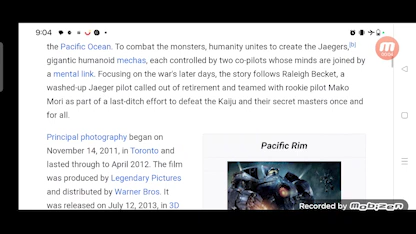 9:04
the Pacific Ocean. To combat the monsters, humanity unites to create the Jaegers,[b]
gigantic humanoid mechas, each controlled by two co-pilots whose minds are joined by
a mental link. Focusing on the war's later days, the story follows Raleigh Becket, a
washed-up Jaeger pilot called out of retirement and teamed with rookie pilot Mako
Mori as part of a last-ditch effort to defeat the Kaiju and their secret masters once and
for all.
Principal photography began on
November 14, 2011, in Toronto and
lasted through to April 2012. The film
was produced by Legendary Pictures
and distributed by Warner Bros. It
was released on July 12, 2013, in 3D
Pacific Rim
Recorded by Mobizen